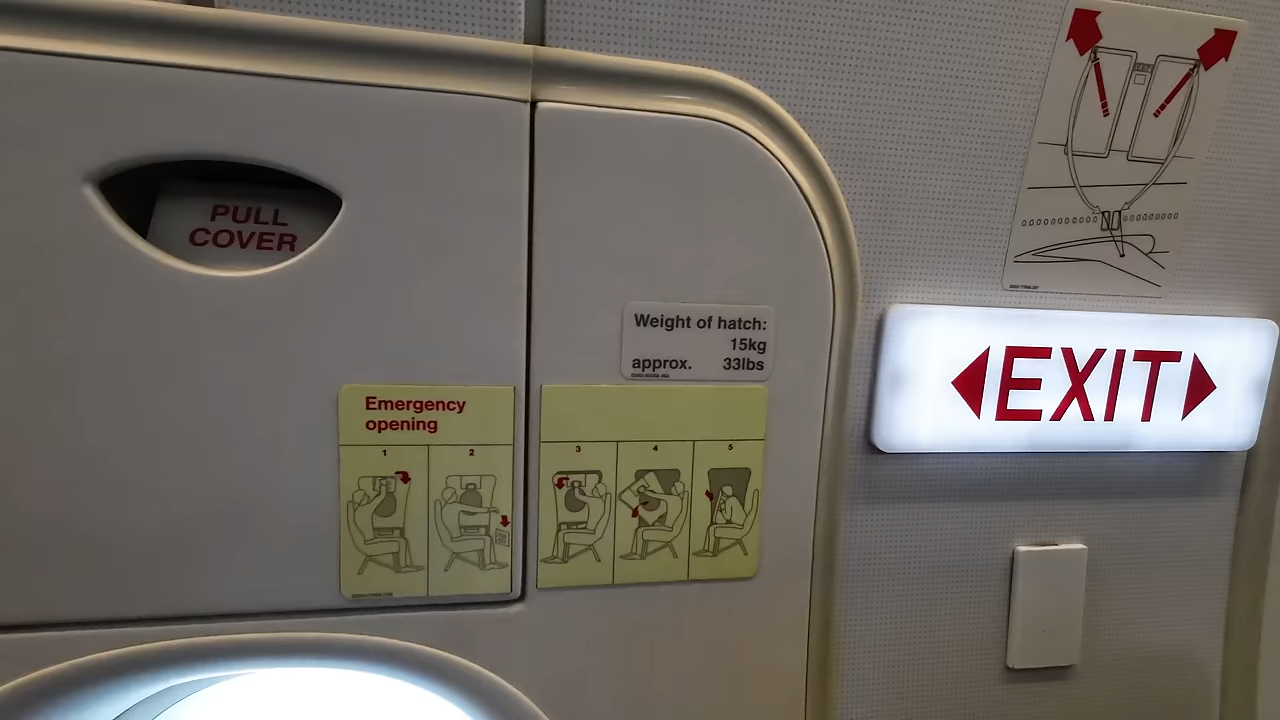 PULL
COVER
Weight of hatch:
15kg
approx. 33lbs
Emergency
opening
1
2
3
4
5
EXIT